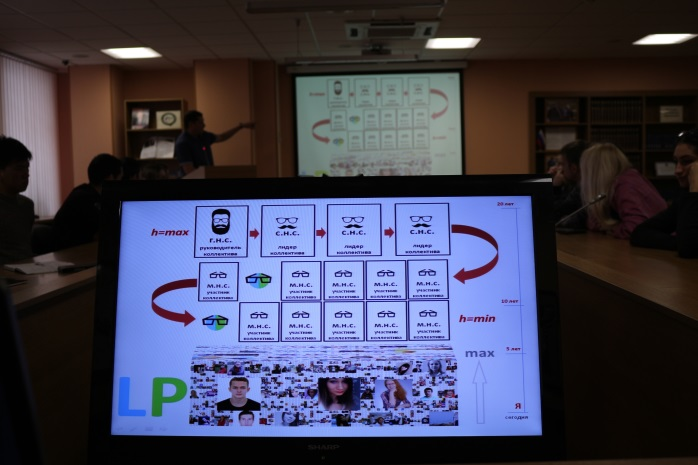 20 лет
h=max
г.н.с.
руководитель
коллектива
с.н.с.
лидер
коллектива
с.н.с.
лидер
коллектива
с.н.с.
лидер
коллектива
м.н.с.
участник
коллектива
м.н.с.
участник
коллектива
м.н.с.
участник
коллектива
м.н.с.
участник
коллектива
м.н.с.
участник
коллектива
10 лет
м.н.с.
участник
коллектива
м.н.с.
участник
коллектива
м.н.с.
участник
коллектива
м.н.с.
участник
коллектива
м.н.с.
участник
коллектива
h=min
5 лет
max
LP
Я
сегодня
SHARP